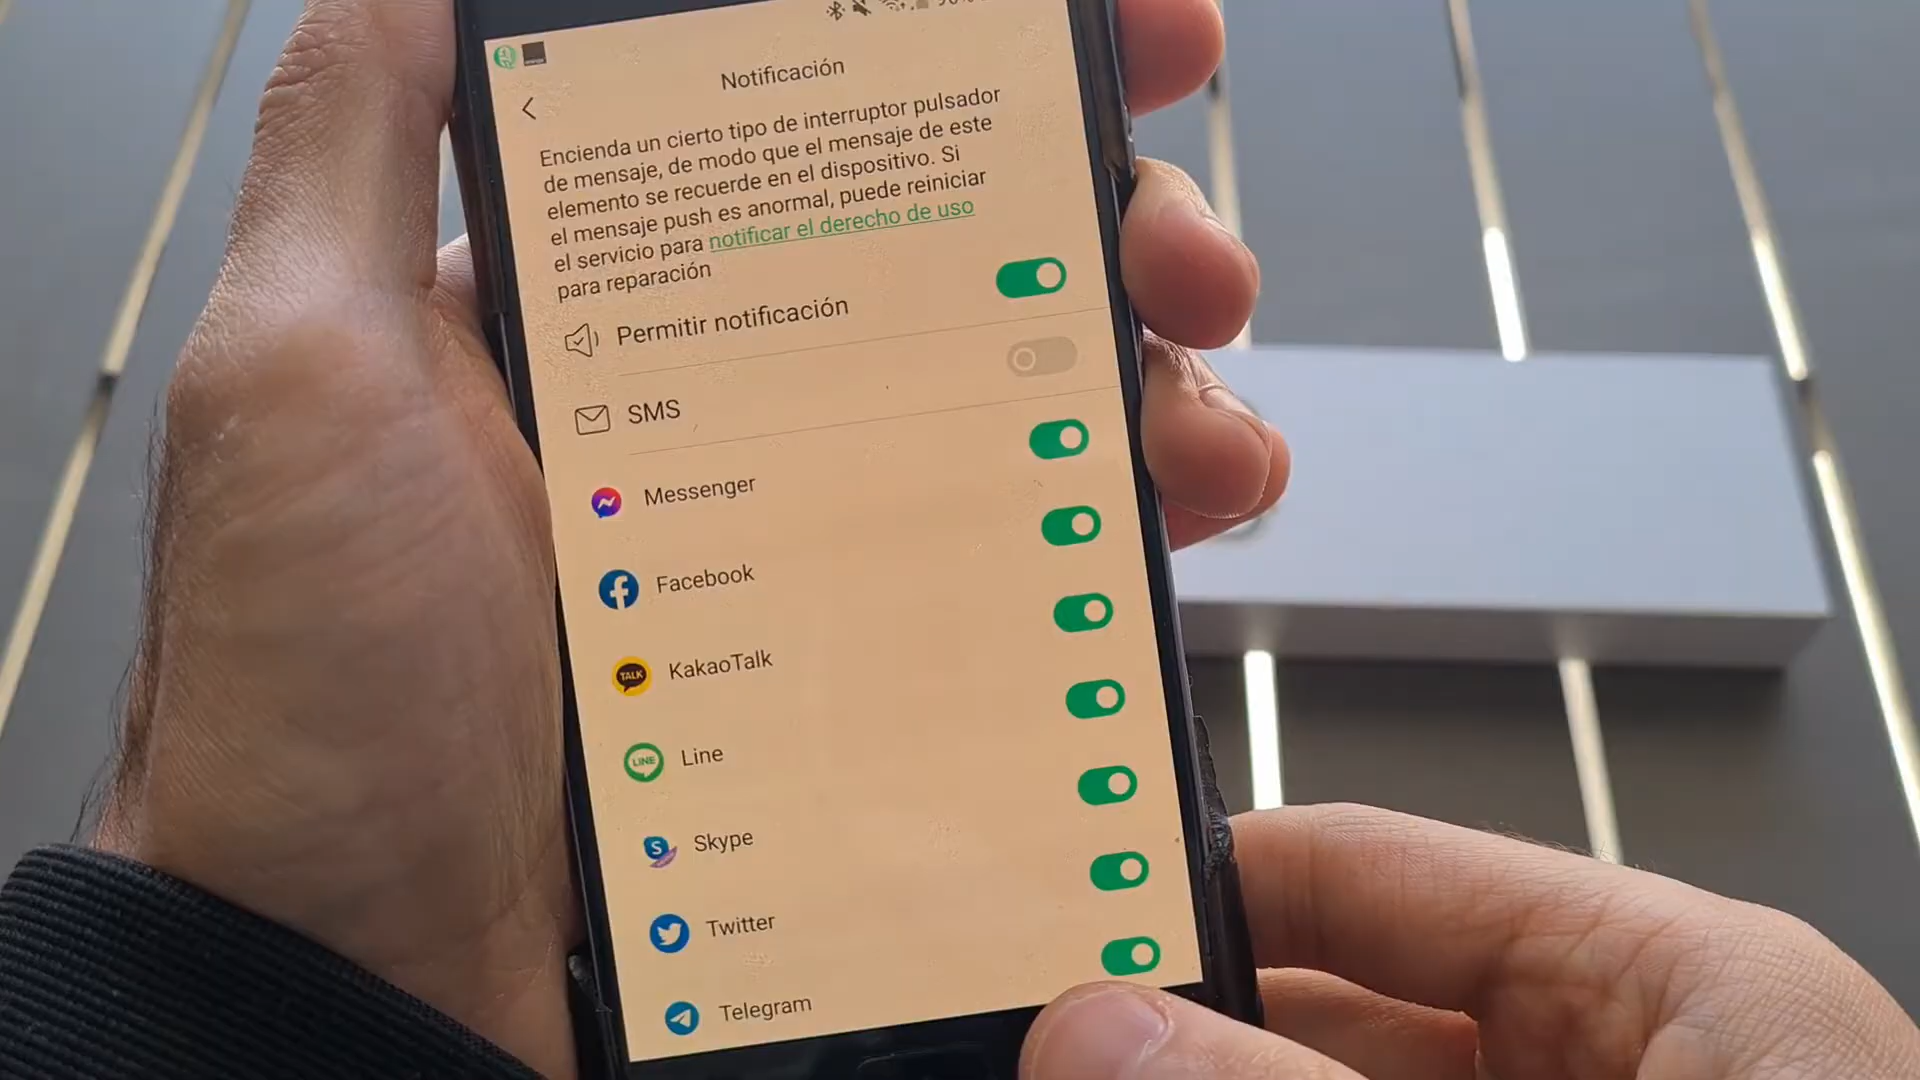 Notificación
Encienda un cierto tipo de interruptor pulsador
de mensaje, de modo que el mensaje de este
elemento se recuerde en el dispositivo. Si
el mensaje push es anormal, puede reiniciar
el servicio para notificar el derecho de uso
para reparación
Permitir notificación
SMS
Messenger
Facebook
TALK
KakaoTalk
LINE
Line
S
Skype
Twitter
Telegram